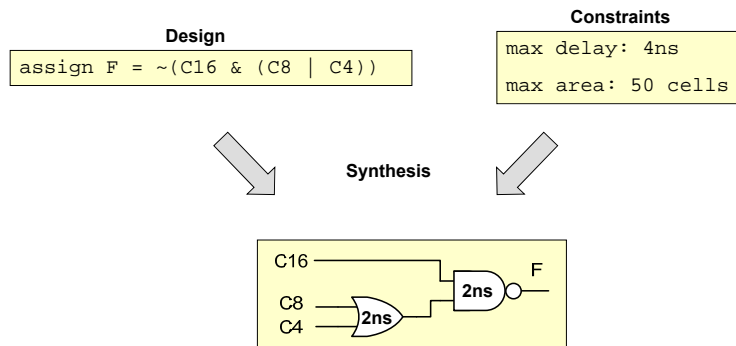 Design
assign F = ~(C16 & (C8 | C4))
Constraints
max delay: 4ns
max area: 50 cells
Synthesis
C16
F
2ns
C8
2ns
C4